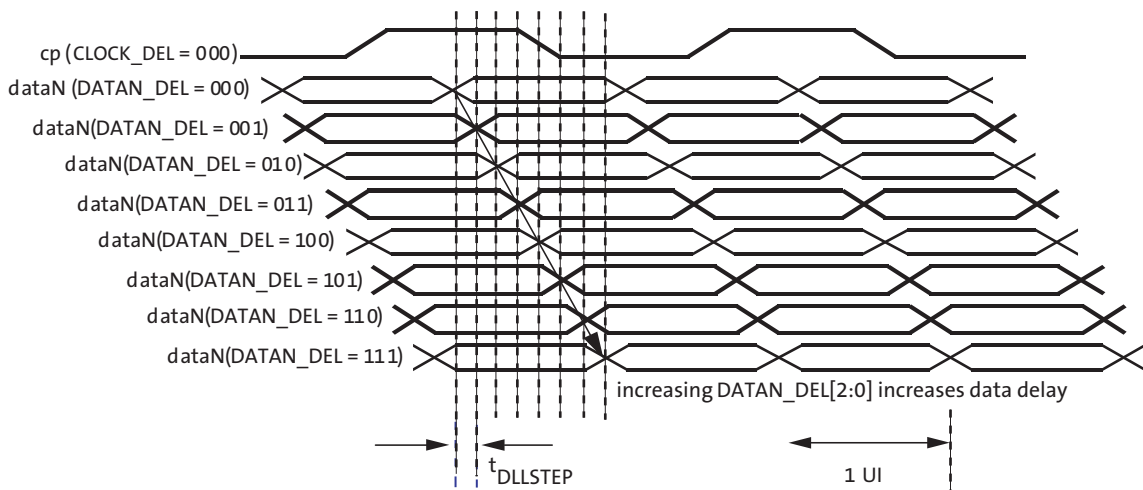 cp (CLOCK_DEL = 000)
dataN (DATAN_DEL = 000)
dataN(DATAN_DEL = 001)
dataN(DATAN_DEL = 010)
dataN(DATAN_DEL = 011)
dataN(DATAN_DEL = 100)
dataN(DATAN_DEL = 101)
dataN(DATAN_DEL = 110)
dataN(DATAN_DEL = 111)
increasing DATAN_DEL[2:0] increases data delay
tDLLSTEP
1 UI